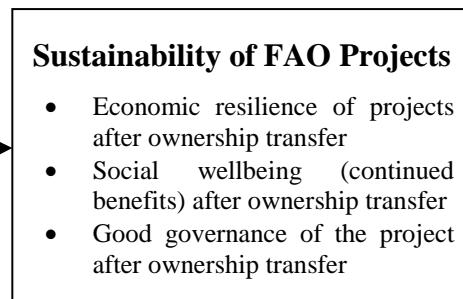 Sustainability of FAO Projects
• Economic resilience of projects
after ownership transfer
• Social wellbeing (continued
benefits) after ownership transfer
• Good governance of the project
after ownership transfer